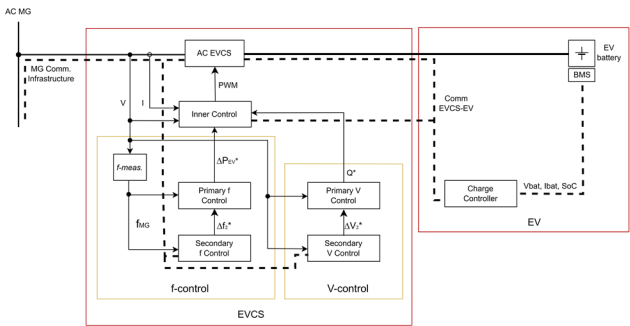 AC MG
AC EVCS
EV
battery
BMS
MG Comm.
Infrastructure
PWM
V
I
Inner Control
Comm
EVCS-EV
f-meas.
ΔPEV*
Q*
Primary f
Control
Primary V
Control
Charge
Controller
Vbat, Ibat, SoC
fMG
Δf2*
ΔV2*
Secondary
f Control
Secondary
V Control
EV
f-control
V-control
EVCS